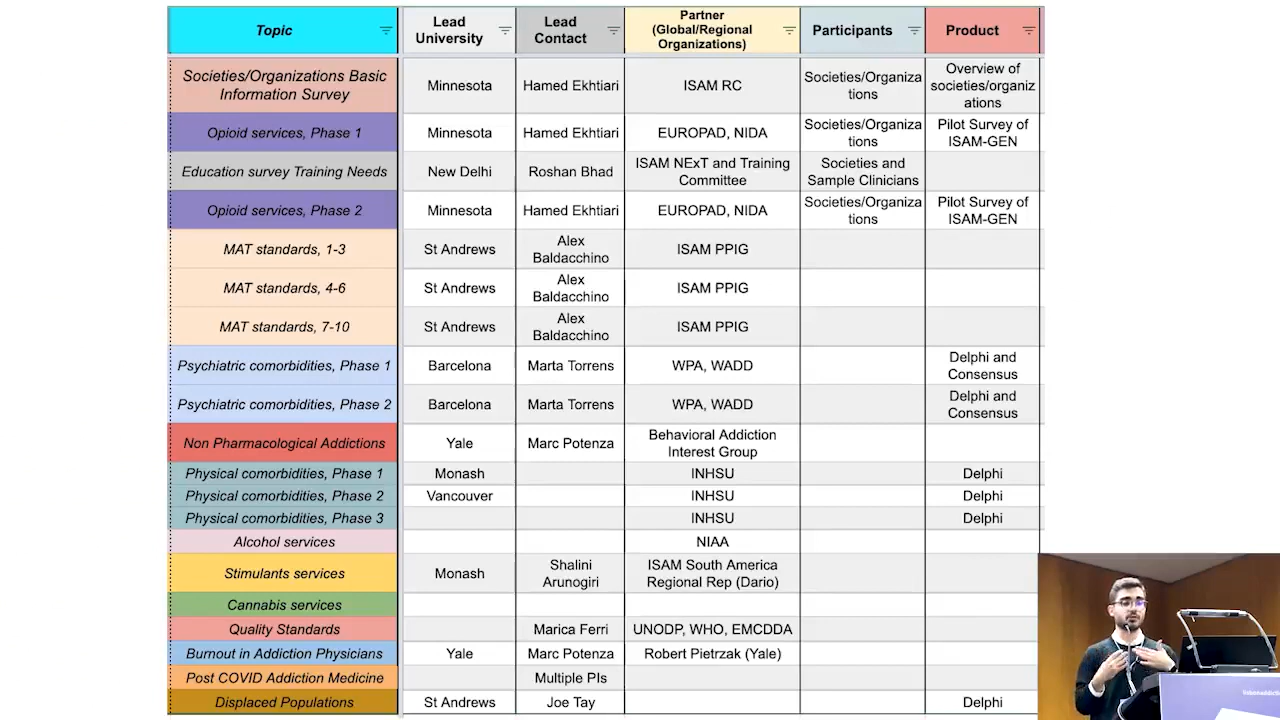 Topic
Lead
University
Lead
Contact
Partner
(Global/Regional
Organizations)
Participants
Product
Societies/Organizations Basic
Information Survey
Minnesota
Hamed Ekhtiari
ISAM RC
Societies/Organiza
tions
Overview of
societies/organiz
ations
Opioid services, Phase 1
Minnesota
Hamed Ekhtiari
EUROPAD, NIDA
Societies/Organiza
tions
Pilot Survey of
ISAM-GEN
Education survey Training Needs
New Delhi
Roshan Bhad
ISAM NExT and Training
Committee
Societies and
Sample Clinicians
Opioid services, Phase 2
Minnesota
Hamed Ekhtiari
EUROPAD, NIDA
Societies/Organiza
tions
Pilot Survey of
ISAM-GEN
MAT standards, 1-3
St Andrews
Alex
Baldacchino
ISAM PPIG
MAT standards, 4-6
St Andrews
Alex
Baldacchino
ISAM PPIG
MAT standards, 7-10
St Andrews
Alex
Baldacchino
ISAM PPIG
Psychiatric comorbidities, Phase 1
Barcelona
Marta Torrens
WPA, WADD
Delphi and
Consensus
Psychiatric comorbidities, Phase 2
Barcelona
Marta Torrens
WPA, WADD
Delphi and
Consensus
Non Pharmacological Addictions
Yale
Marc Potenza
Behavioral Addiction
Interest Group
Physical comorbidities, Phase 1
Monash
INHSU
Delphi
Physical comorbidities, Phase 2
Vancouver
INHSU
Delphi
Physical comorbidities, Phase 3
INHSU
Delphi
Alcohol services
NIAA
Stimulants services
Monash
Shalini
Arunogiri
ISAM South America
Regional Rep (Dario)
Cannabis services
Quality Standards
Marica Ferri
UNODP, WHO, EMCDDA
Burnout in Addiction Physicians
Yale
Marc Potenza
Robert Pietrzak (Yale)
Post COVID Addiction Medicine
Multiple PIs
Displaced Populations
St Andrews
Joe Tay
Delphi